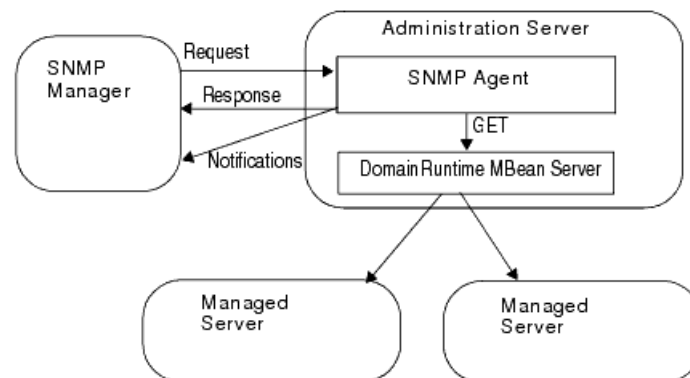 Administration Server
Request
SNMP
Manager
SNMP Agent
Response
GET
Notifications
DomainRuntime MBean Server
Managed
Server
Managed
Server